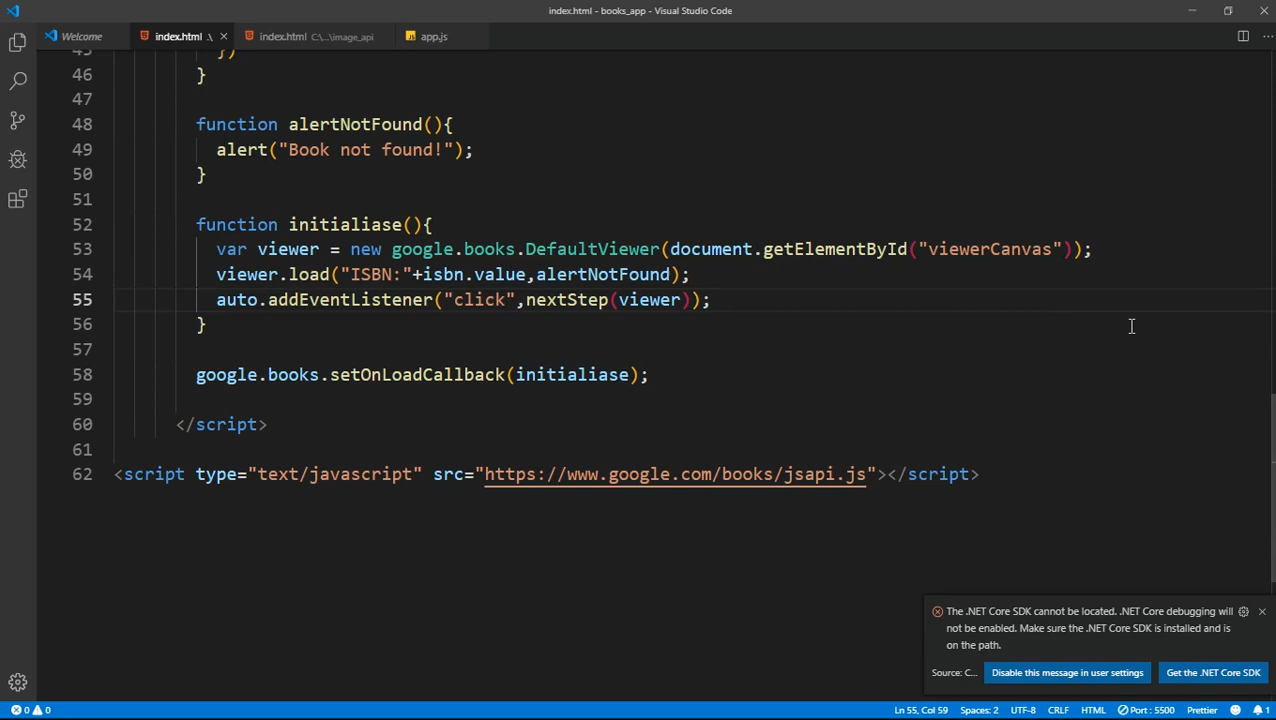 index.html - books_app - Visual Studio Code
Welcome
index.html .\
index.html C:\...\image_api
app.js
45 })
46 }
47
48 function alertNotFound(){
49 alert("Book not found!");
50 }
51
52 function initialiase(){
53 var viewer = new google.books.DefaultViewer(document.getElementById("viewerCanvas"));
54 viewer.load("ISBN:"+isbn.value,alertNotFound);
55 auto.addEventListener("click",nextStep(viewer));
56 }
57
58 google.books.setOnLoadCallback(initialiase);
59
60 </script>
61
62 <script type="text/javascript" src="https://www.google.com/books/jsapi.js"></script>
The .NET Core SDK cannot be located. .NET Core debugging will
not be enabled. Make sure the .NET Core SDK is installed and is
on the path.
Source: C...
Disable this message in user settings
Get the .NET Core SDK
0 0
Ln 55, Col 59
Spaces: 2
UTF-8
CRLF
HTML
Port : 5500
Prettier
1